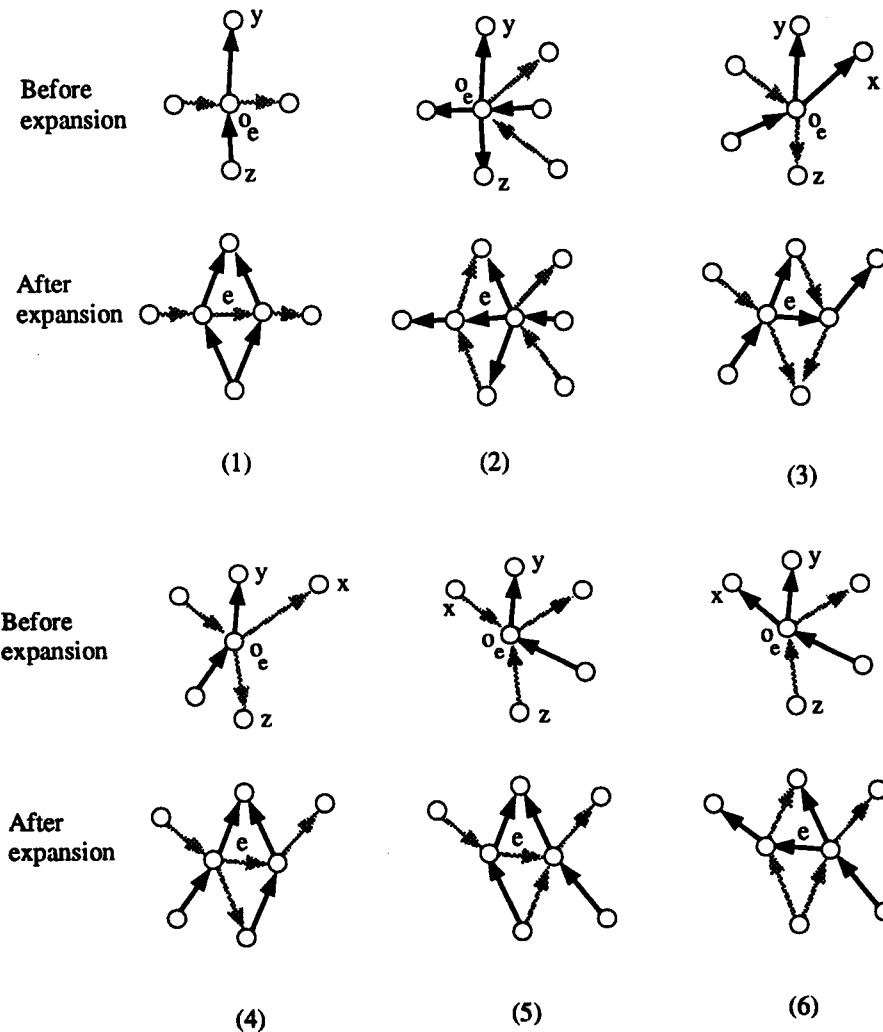 Before expansion
y
o
e
z
y
o
e
z
y
x
o
e
z
After expansion
e
e
e
(1)
(2)
(3)
Before expansion
y
x
o
e
z
x
y
o
e
z
x
y
o
e
z
After expansion
e
e
e
(4)
(5)
(6)